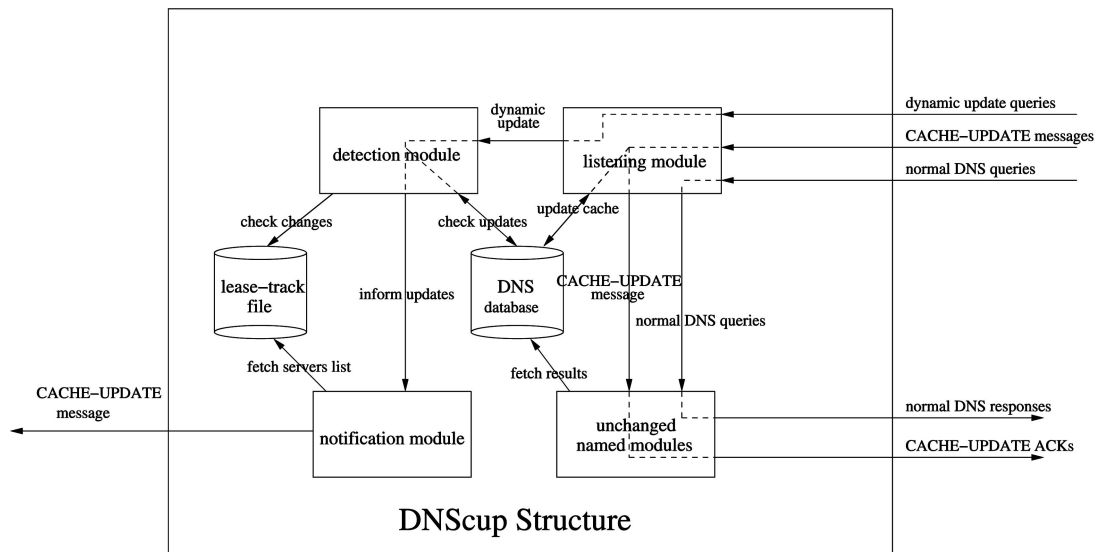 dynamic update queries
dynamic
update
CACHE−UPDATE messages
detection module
listening module
normal DNS queries
check changes
check updates
update cache
lease−track
file
inform updates
DNS
database
CACHE−UPDATE
message
normal DNS queries
fetch servers list
fetch results
CACHE−UPDATE
message
notification module
unchanged
named modules
normal DNS responses
CACHE−UPDATE ACKs
DNScup Structure